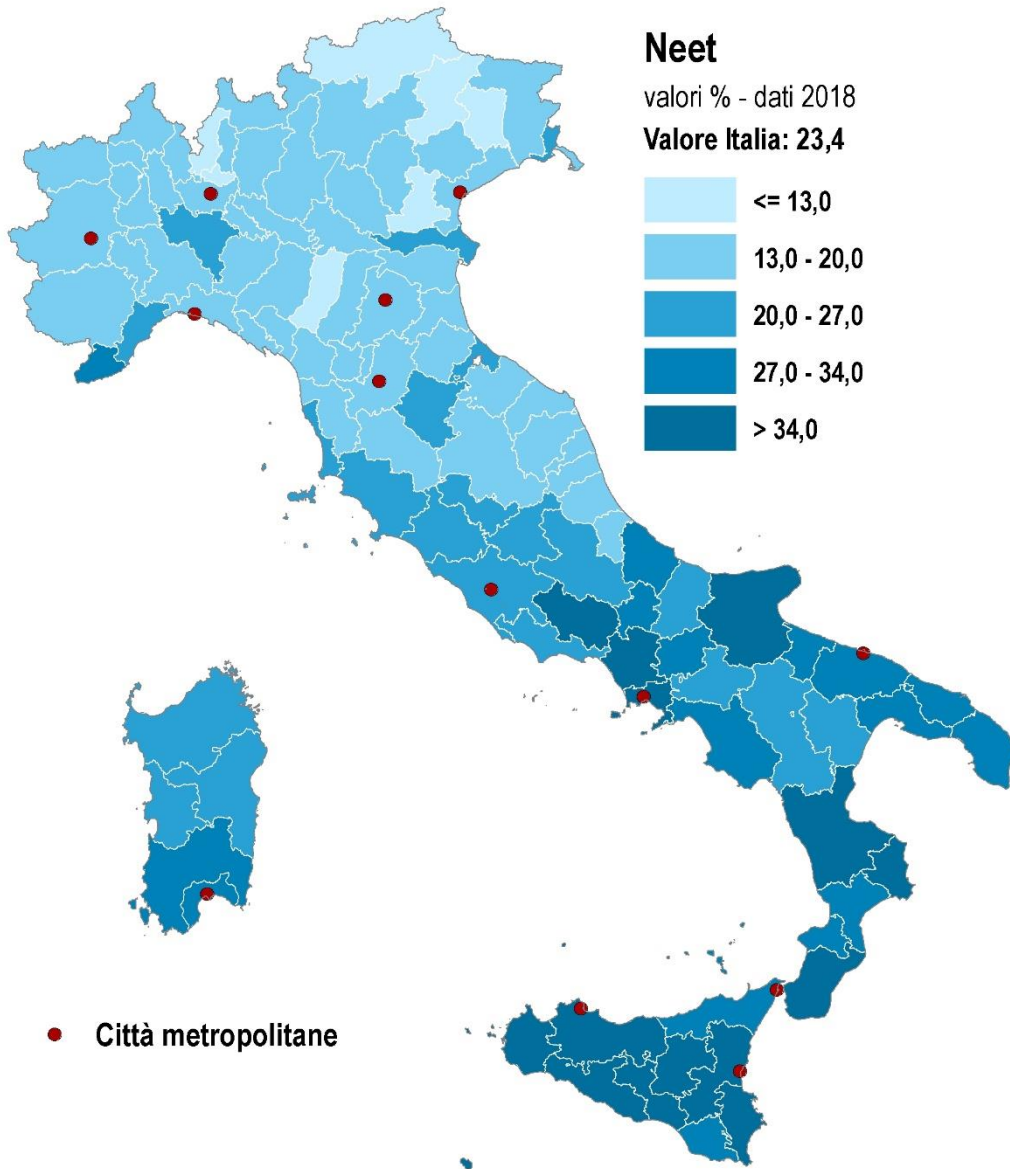 Neet
valori % - dati 2018
Valore Italia: 23,4
<= 13,0
13,0 - 20,0
20,0 - 27,0
27,0 - 34,0
> 34,0
Città metropolitane